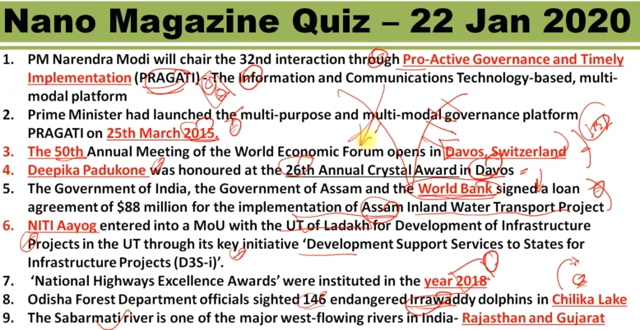 Nano Magazine Quiz – 22 Jan 2020
1. PM Narendra Modi will chair the 32nd interaction through Pro-Active Governance and Timely
Implementation (PRAGATI) - The Information and Communications Technology-based, multi-
modal platform
2. Prime Minister had launched the multi-purpose and multi-modal governance platform
PRAGATI on 25th March 2015.
3. The 50th Annual Meeting of the World Economic Forum opens in Davos, Switzerland
4. Deepika Padukone was honoured at the 26th Annual Crystal Award in Davos
5. The Government of India, the Government of Assam and the World Bank signed a loan
agreement of $88 million for the implementation of Assam Inland Water Transport Project
6. NITI Aayog entered into a MoU with the UT of Ladakh for Development of Infrastructure
Projects in the UT through its key initiative ‘Development Support Services to States for
Infrastructure Projects (D3S-i)’.
7. ‘National Highways Excellence Awards’ were instituted in the year 2018
8. Odisha Forest Department officials sighted 146 endangered Irrawaddy dolphins in Chilika Lake
9. The Sabarmati river is one of the major west-flowing rivers in India- Rajasthan and Gujarat